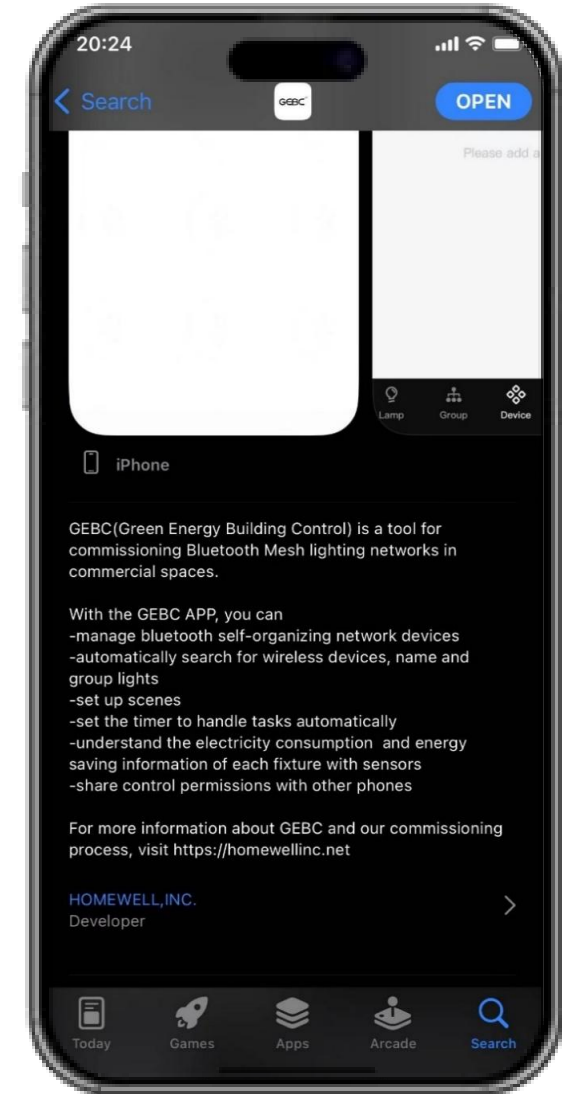 20:24
Search
GEBC
OPEN
Please add a
Lamp
Group
Device
iPhone
GEBC(Green Energy Building Control) is a tool for
commissioning Bluetooth Mesh lighting networks in
commercial spaces.
With the GEBC APP, you can
-manage bluetooth self-organizing network devices
-automatically search for wireless devices, name and
group lights
-set up scenes
-set the timer to handle tasks automatically
-understand the electricity consumption  and energy
saving information of each fixture with sensors
-share control permissions with other phones
For more information about GEBC and our commissioning
process, visit https://homewellinc.net
HOMEWELL,INC.
Developer
Today
Games
Apps
Arcade
Search